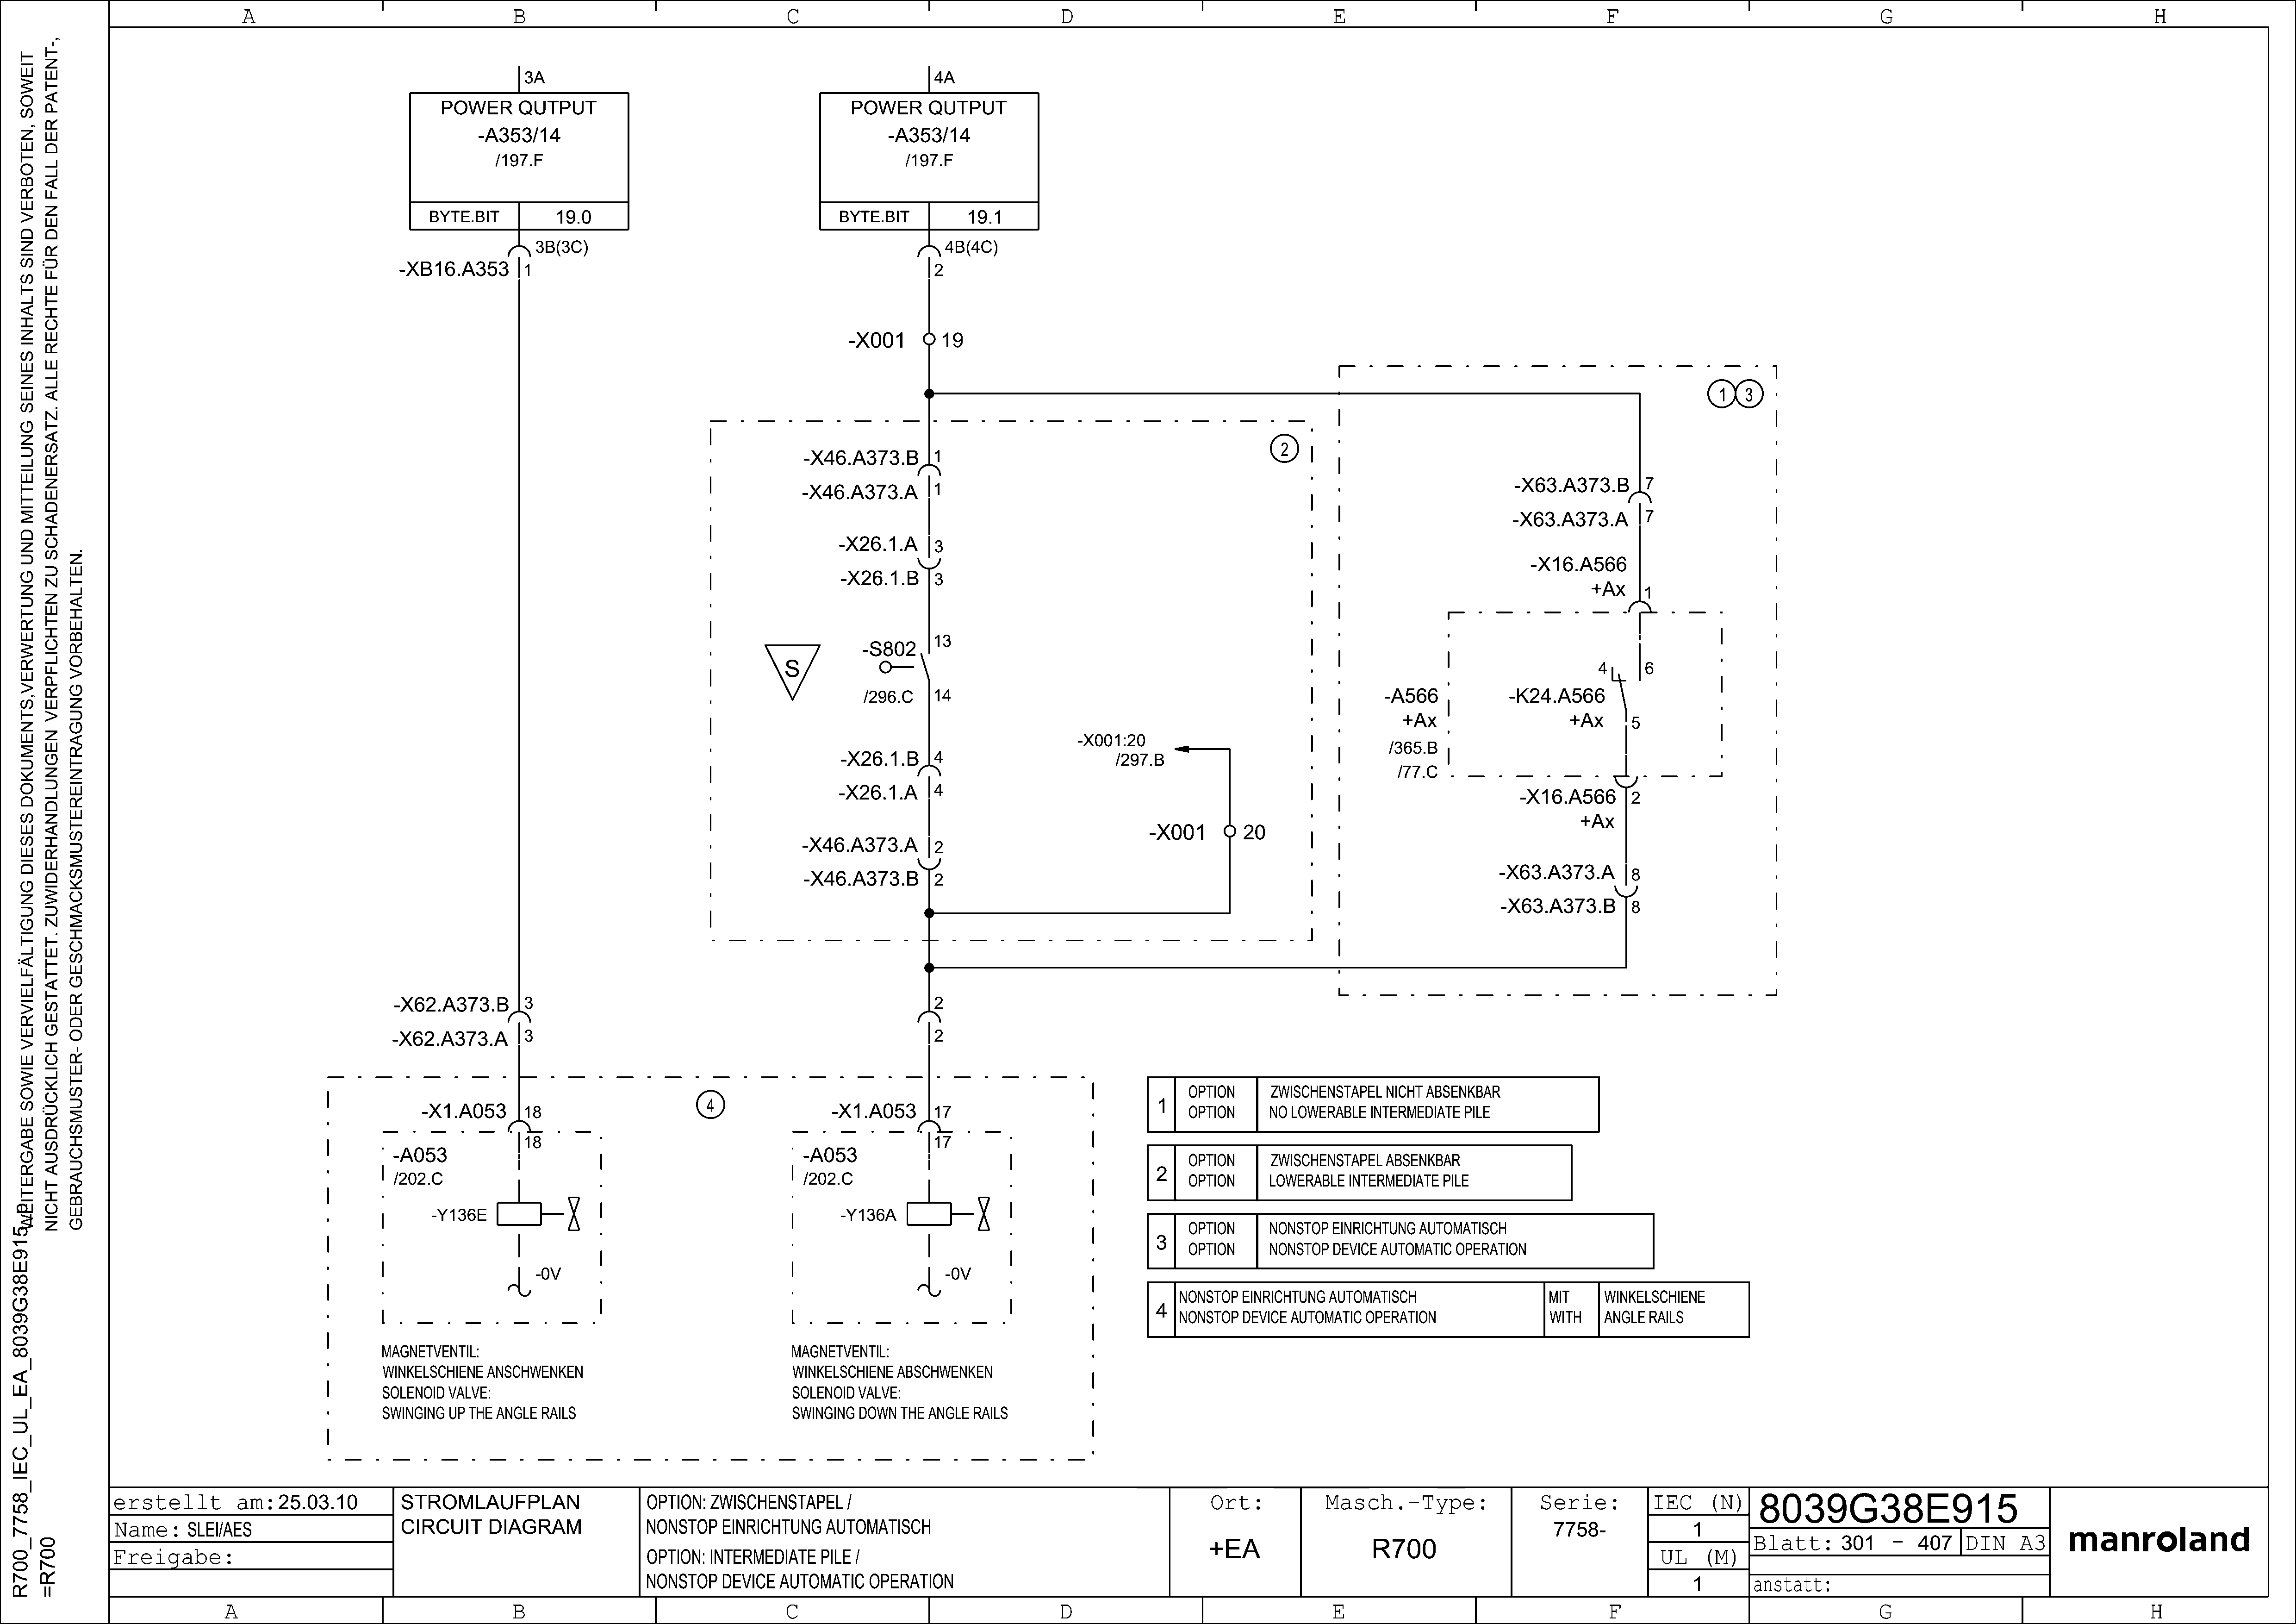 A B C D E F G H
WEITERGABE SOWIE VERVIELFÄLTIGUNG DIESES DOKUMENTS,VERWERTUNG UND MITTEILUNG SEINES INHALTS SIND VERBOTEN, SOWEIT
NICHT AUSDRÜCKLICH GESTATTET. ZUWIDERHANDLUNGEN VERPFLICHTEN ZU SCHADENERSATZ. ALLE RECHTE FÜR DEN FALL DER PATENT-,
GEBRAUCHSMUSTER- ODER GESCHMACKSMUSTEREINTRAGUNG VORBEHALTEN.
=R700
3A
POWER QUTPUT
-A353/14
/197.F
BYTE.BIT 19.0
3B(3C)
-XB16.A353 1
4A
POWER QUTPUT
-A353/14
/197.F
BYTE.BIT 19.1
4B(4C)
2
-X001 19
1 3
2
-X46.A373.B 1
-X46.A373.A 1
-X26.1.A 3
-X26.1.B 3
13
-S802
S
/296.C 14
-X26.1.B 4
-X26.1.A 4
-X46.A373.A 2
-X46.A373.B 2
-X001:20
/297.B
-X001 20
-X63.A373.B 7
-X63.A373.A 7
-X16.A566
+Ax 1
4 6
-A566 -K24.A566
+Ax +Ax 5
/365.B
/77.C
-X16.A566 2
+Ax
-X63.A373.A 8
-X63.A373.B 8
-X62.A373.B 3
-X62.A373.A 3
2
2
4
-X1.A053 18
18
-A053
/202.C
-Y136E
-0V
MAGNETVENTIL:
WINKELSCHIENE ANSCHWENKEN
SOLENOID VALVE:
SWINGING UP THE ANGLE RAILS
-X1.A053 17
17
-A053
/202.C
-Y136A
-0V
MAGNETVENTIL:
WINKELSCHIENE ABSCHWENKEN
SOLENOID VALVE:
SWINGING DOWN THE ANGLE RAILS
1 OPTION ZWISCHENSTAPEL NICHT ABSENKBAR
OPTION NO LOWERABLE INTERMEDIATE PILE
2 OPTION ZWISCHENSTAPEL ABSENKBAR
OPTION LOWERABLE INTERMEDIATE PILE
3 OPTION NONSTOP EINRICHTUNG AUTOMATISCH
OPTION NONSTOP DEVICE AUTOMATIC OPERATION
4 NONSTOP EINRICHTUNG AUTOMATISCH MIT WINKELSCHIENE
NONSTOP DEVICE AUTOMATIC OPERATION WITH ANGLE RAILS
erstellt am: 25.03.10
Name: SLEI/AES
Freigabe:
STROMLAUFPLAN
CIRCUIT DIAGRAM
OPTION: ZWISCHENSTAPEL /
NONSTOP EINRICHTUNG AUTOMATISCH
OPTION: INTERMEDIATE PILE /
NONSTOP DEVICE AUTOMATIC OPERATION
Ort:
+EA
Masch.-Type:
R700
Serie:
7758-
IEC (N)
1
UL (M)
1
8039G38E915
Blatt: 301 - 407 DIN A3
anstatt:
manroland
A B C D E F G H